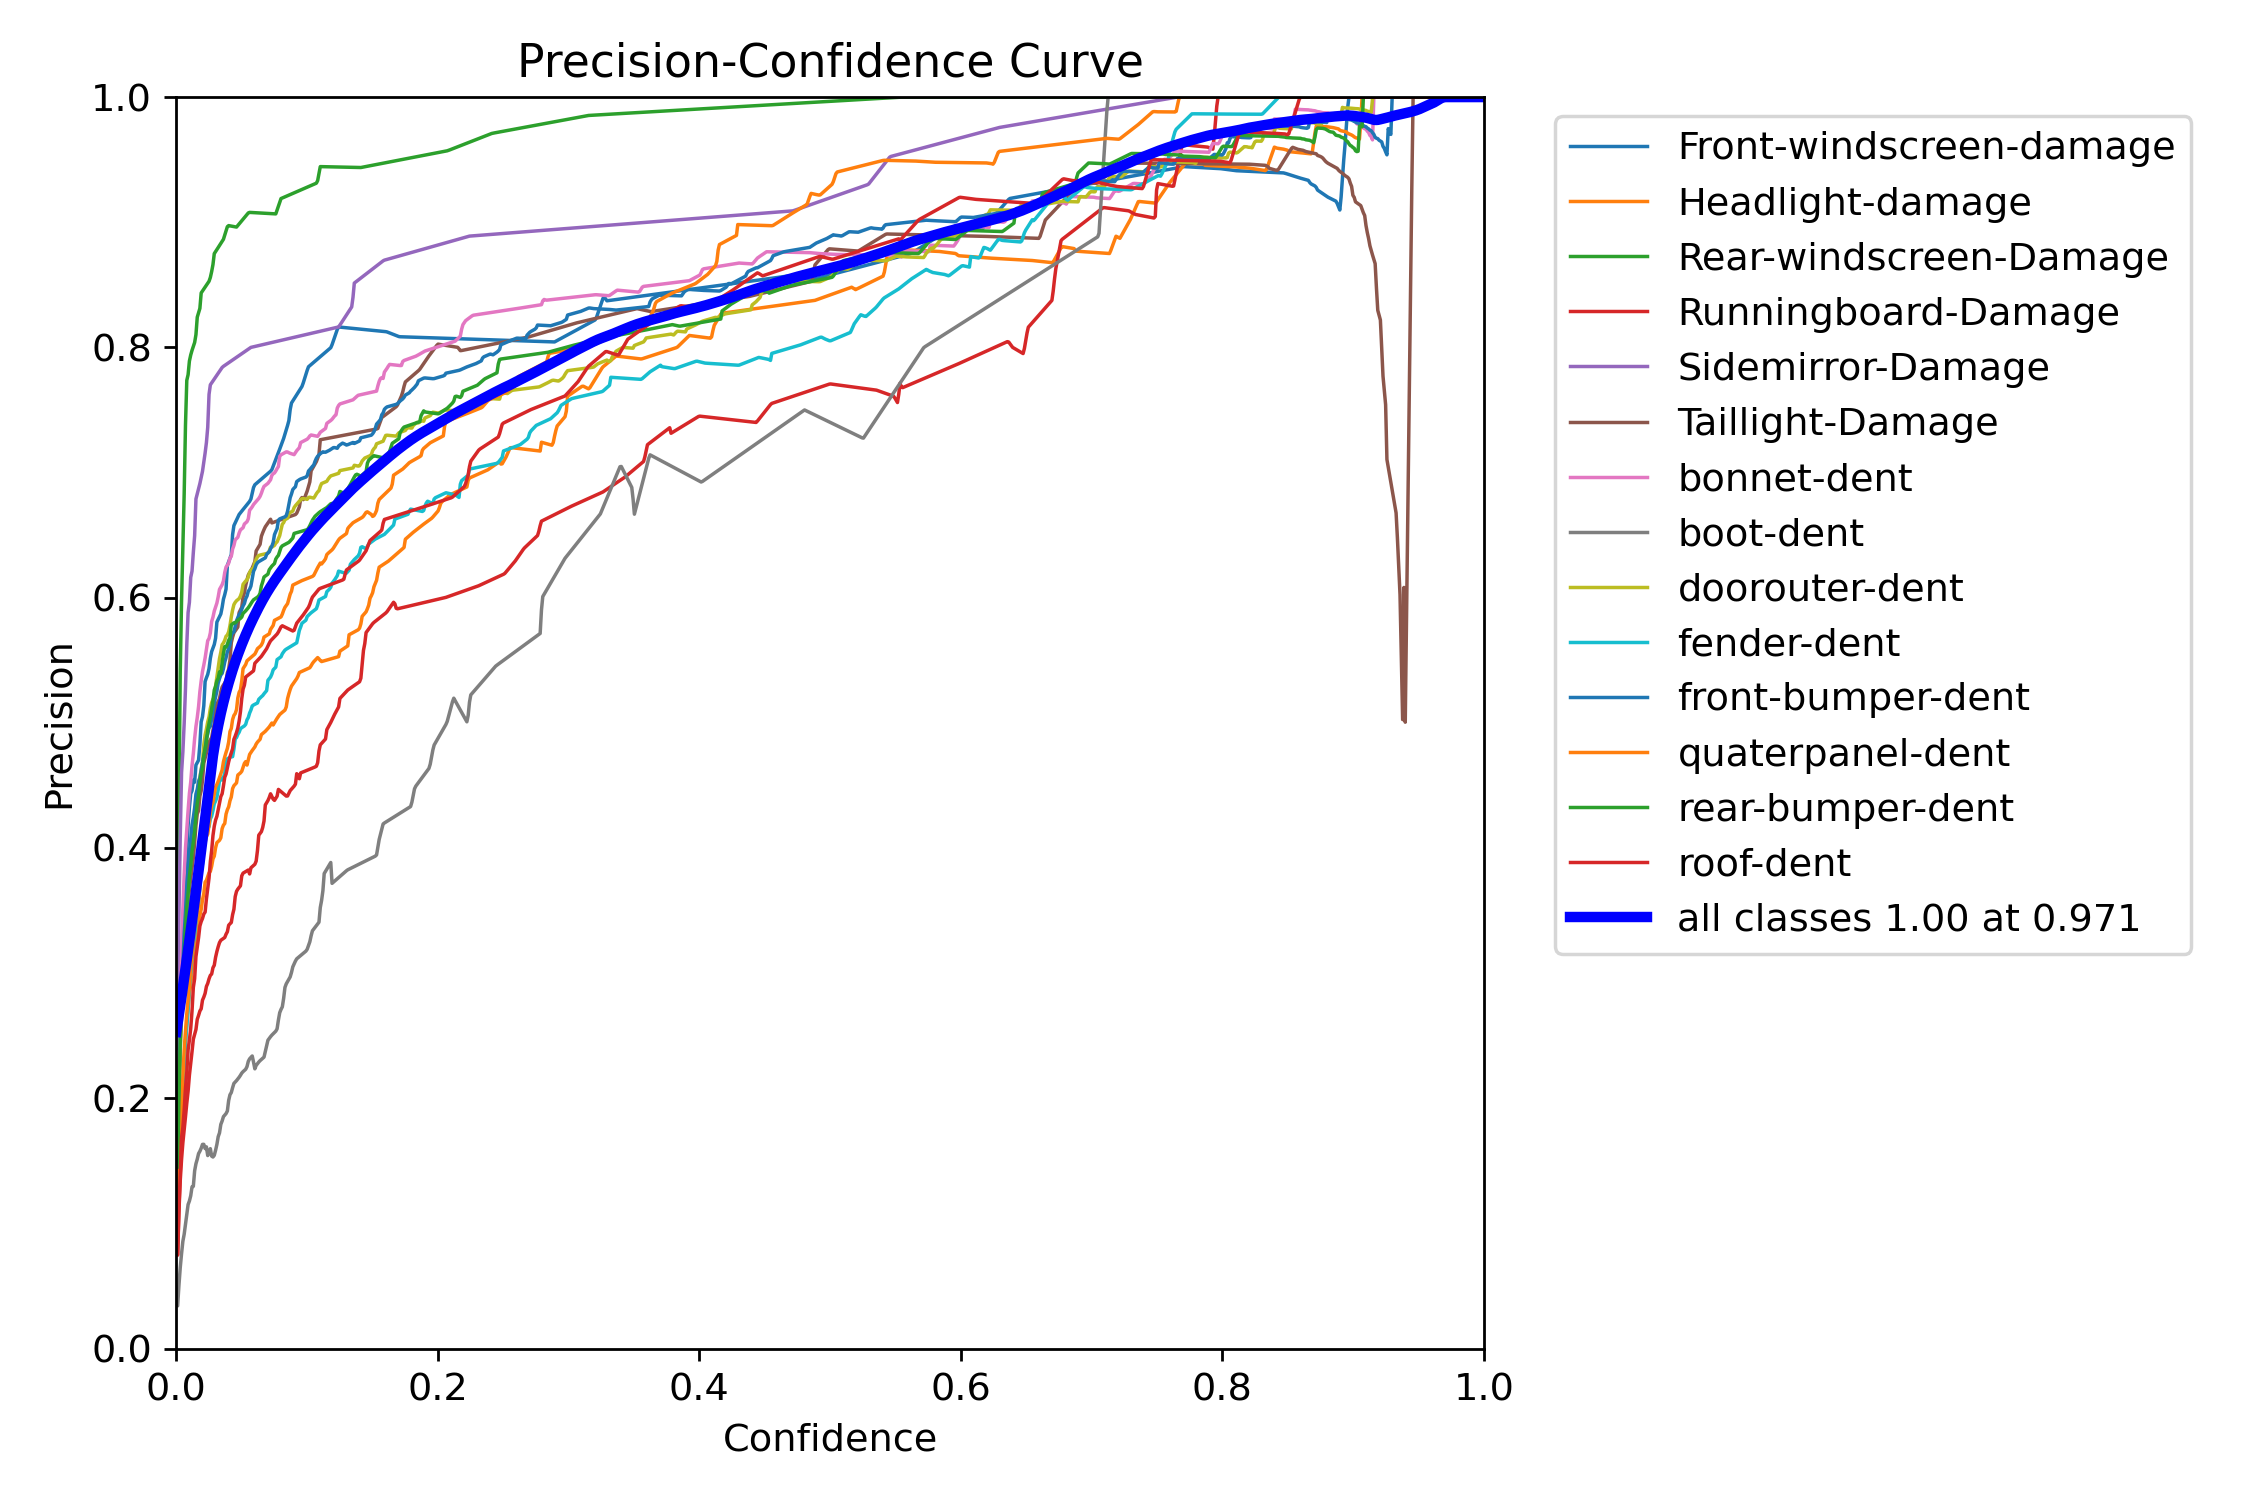 Precision-Confidence Curve
1.0
0.8
0.6
0.4
0.2
0.0
Precision
0.0 0.2 0.4 0.6 0.8 1.0
Confidence
Front-windscreen-damage
Headlight-damage
Rear-windscreen-Damage
Runningboard-Damage
Sidemirror-Damage
Taillight-Damage
bonnet-dent
boot-dent
doorouter-dent
fender-dent
front-bumper-dent
quaterpanel-dent
rear-bumper-dent
roof-dent
all classes 1.00 at 0.971